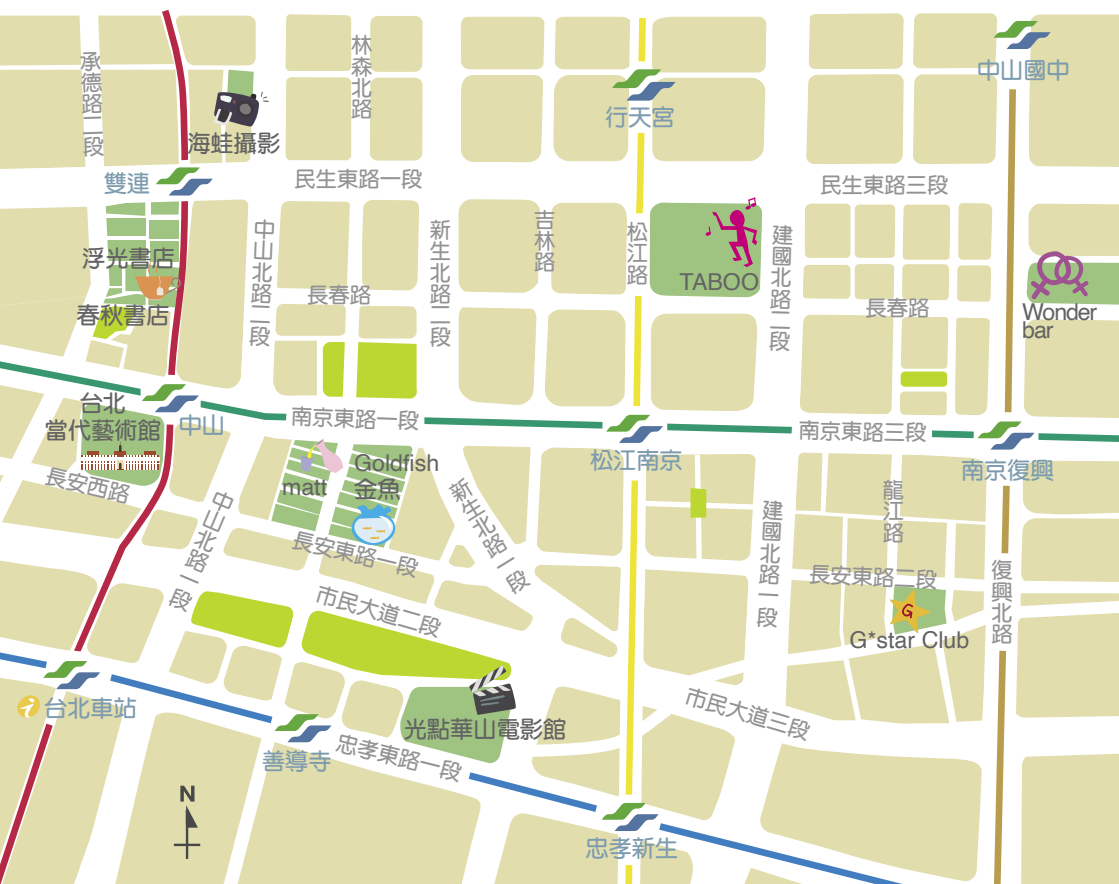 中山國中
林森北路
承德路二段
行天宮
海蛙攝影
雙連
民生東路一段
民生東路三段
中山北路二段
新生北路二段
吉林路
松江路
TABOO
建國北路二段
浮光書店
春秋書店
長春路
長春路
Wonder
bar
台北
當代藝術館
中山
南京東路一段
松江南京
南京東路三段
南京復興
長安西路
matt
Goldfish
金魚
中山北路一段
新生北路一段
建國北路一段
龍江路
長安東路一段
長安東路二段
復興北路
G
G*star Club
市民大道二段
市民大道三段
i
台北車站
光點華山電影館
善導寺
忠孝東路一段
N
忠孝新生